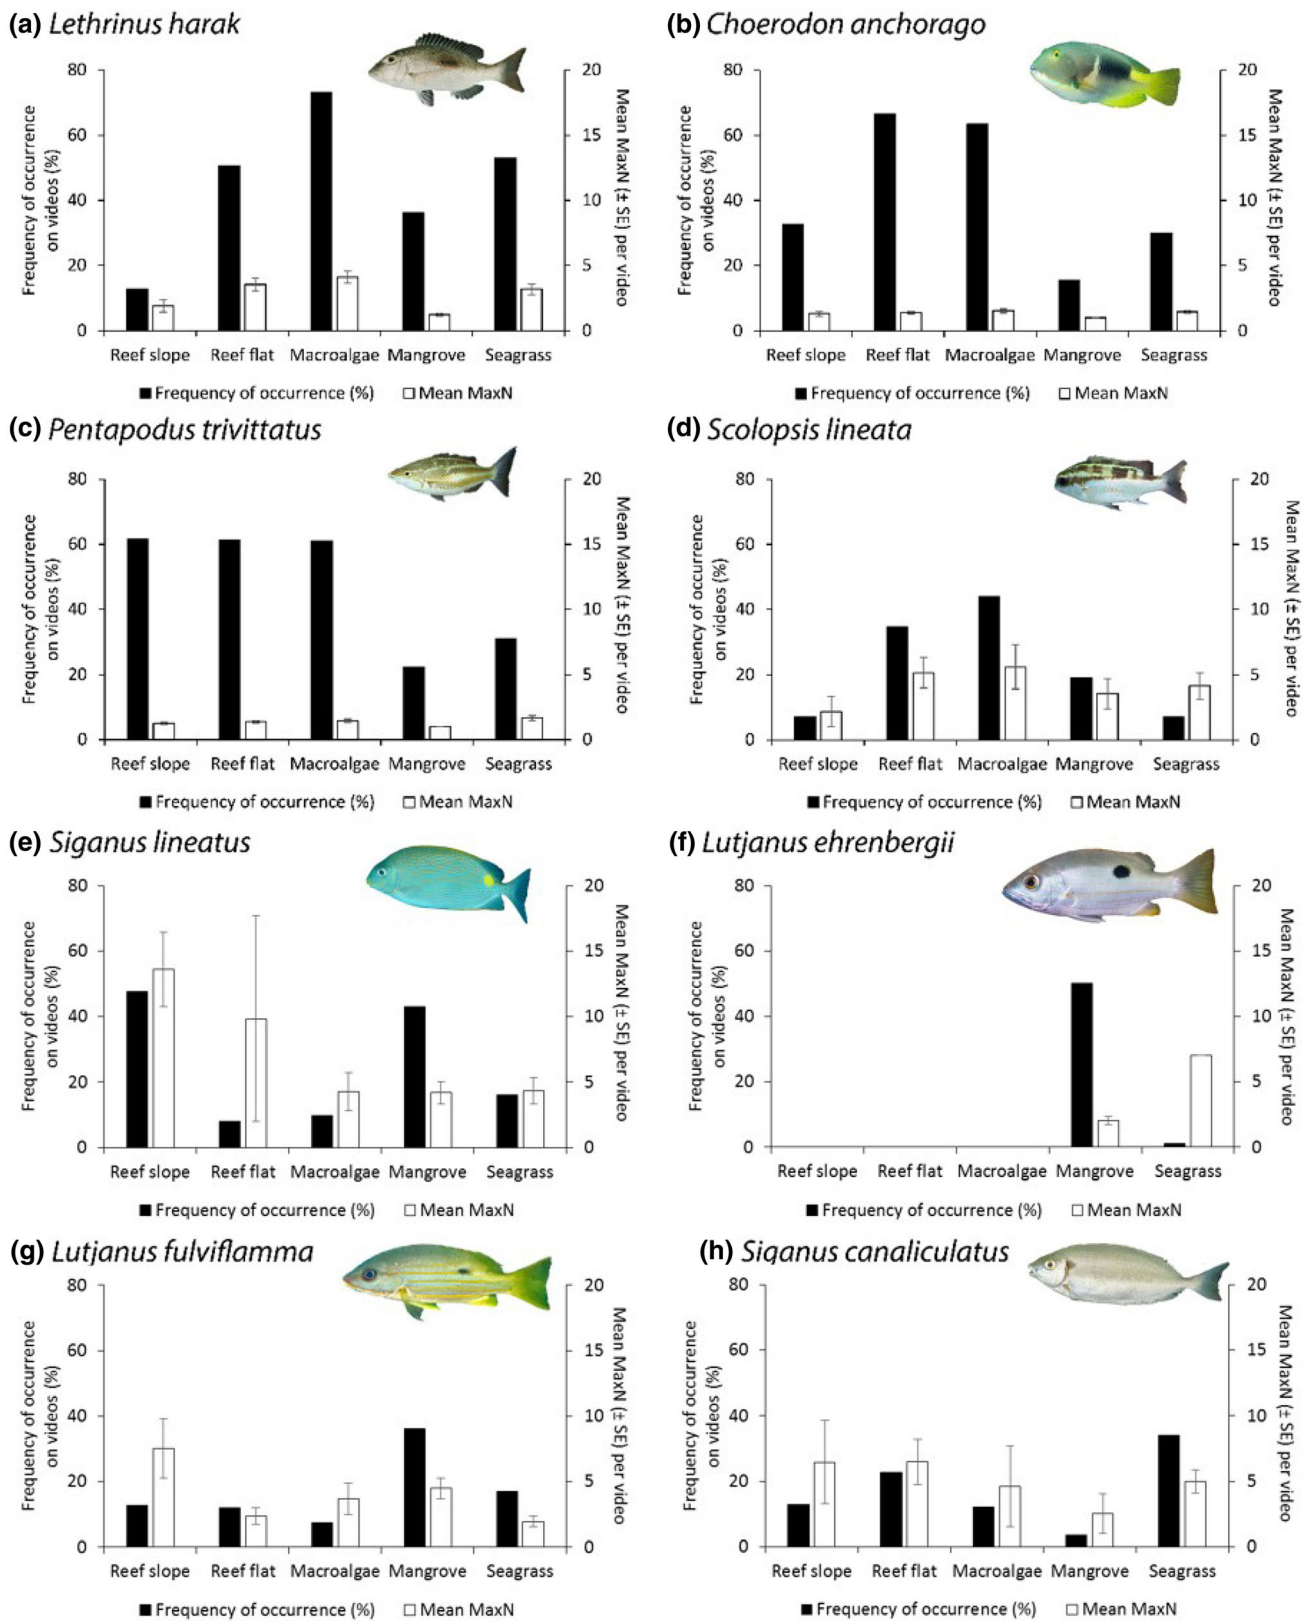 (a) Lethrinus harak
80
60
40
20
0
Frequency of occurrence
on videos (%)
20
15
10
5
0
Mean MaxN (± SE) per video
Reef slope Reef flat Macroalgae Mangrove Seagrass
Frequency of occurrence (%) Mean MaxN
(b) Choerodon anchorago
80
60
40
20
0
Frequency of occurrence
on videos (%)
20
15
10
5
0
Mean MaxN (± SE) per video
Reef slope Reef flat Macroalgae Mangrove Seagrass
Frequency of occurrence (%) Mean MaxN
(c) Pentapodus trivittatus
80
60
40
20
0
Frequency of occurrence
on videos (%)
20
15
10
5
0
Mean MaxN (± SE) per video
Reef slope Reef flat Macroalgae Mangrove Seagrass
Frequency of occurrence (%) Mean MaxN
(d) Scolopsis lineata
80
60
40
20
0
Frequency of occurrence
on videos (%)
20
15
10
5
0
Mean MaxN (± SE) per video
Reef slope Reef flat Macroalgae Mangrove Seagrass
Frequency of occurrence (%) Mean MaxN
(e) Siganus lineatus
80
60
40
20
0
Frequency of occurrence
on videos (%)
20
15
10
5
0
Mean MaxN (± SE) per video
Reef slope Reef flat Macroalgae Mangrove Seagrass
Frequency of occurrence (%) Mean MaxN
(f) Lutjanus ehrenbergii
80
60
40
20
0
Frequency of occurrence
on videos (%)
20
15
10
5
0
Mean MaxN (± SE) per video
Reef slope Reef flat Macroalgae Mangrove Seagrass
Frequency of occurrence (%) Mean MaxN
(g) Lutjanus fulviflamma
80
60
40
20
0
Frequency of occurrence
on videos (%)
20
15
10
5
0
Mean MaxN (± SE) per video
Reef slope Reef flat Macroalgae Mangrove Seagrass
Frequency of occurrence (%) Mean MaxN
(h) Siganus canaliculatus
80
60
40
20
0
Frequency of occurrence
on videos (%)
20
15
10
5
0
Mean MaxN (± SE) per video
Reef slope Reef flat Macroalgae Mangrove Seagrass
Frequency of occurrence (%) Mean MaxN